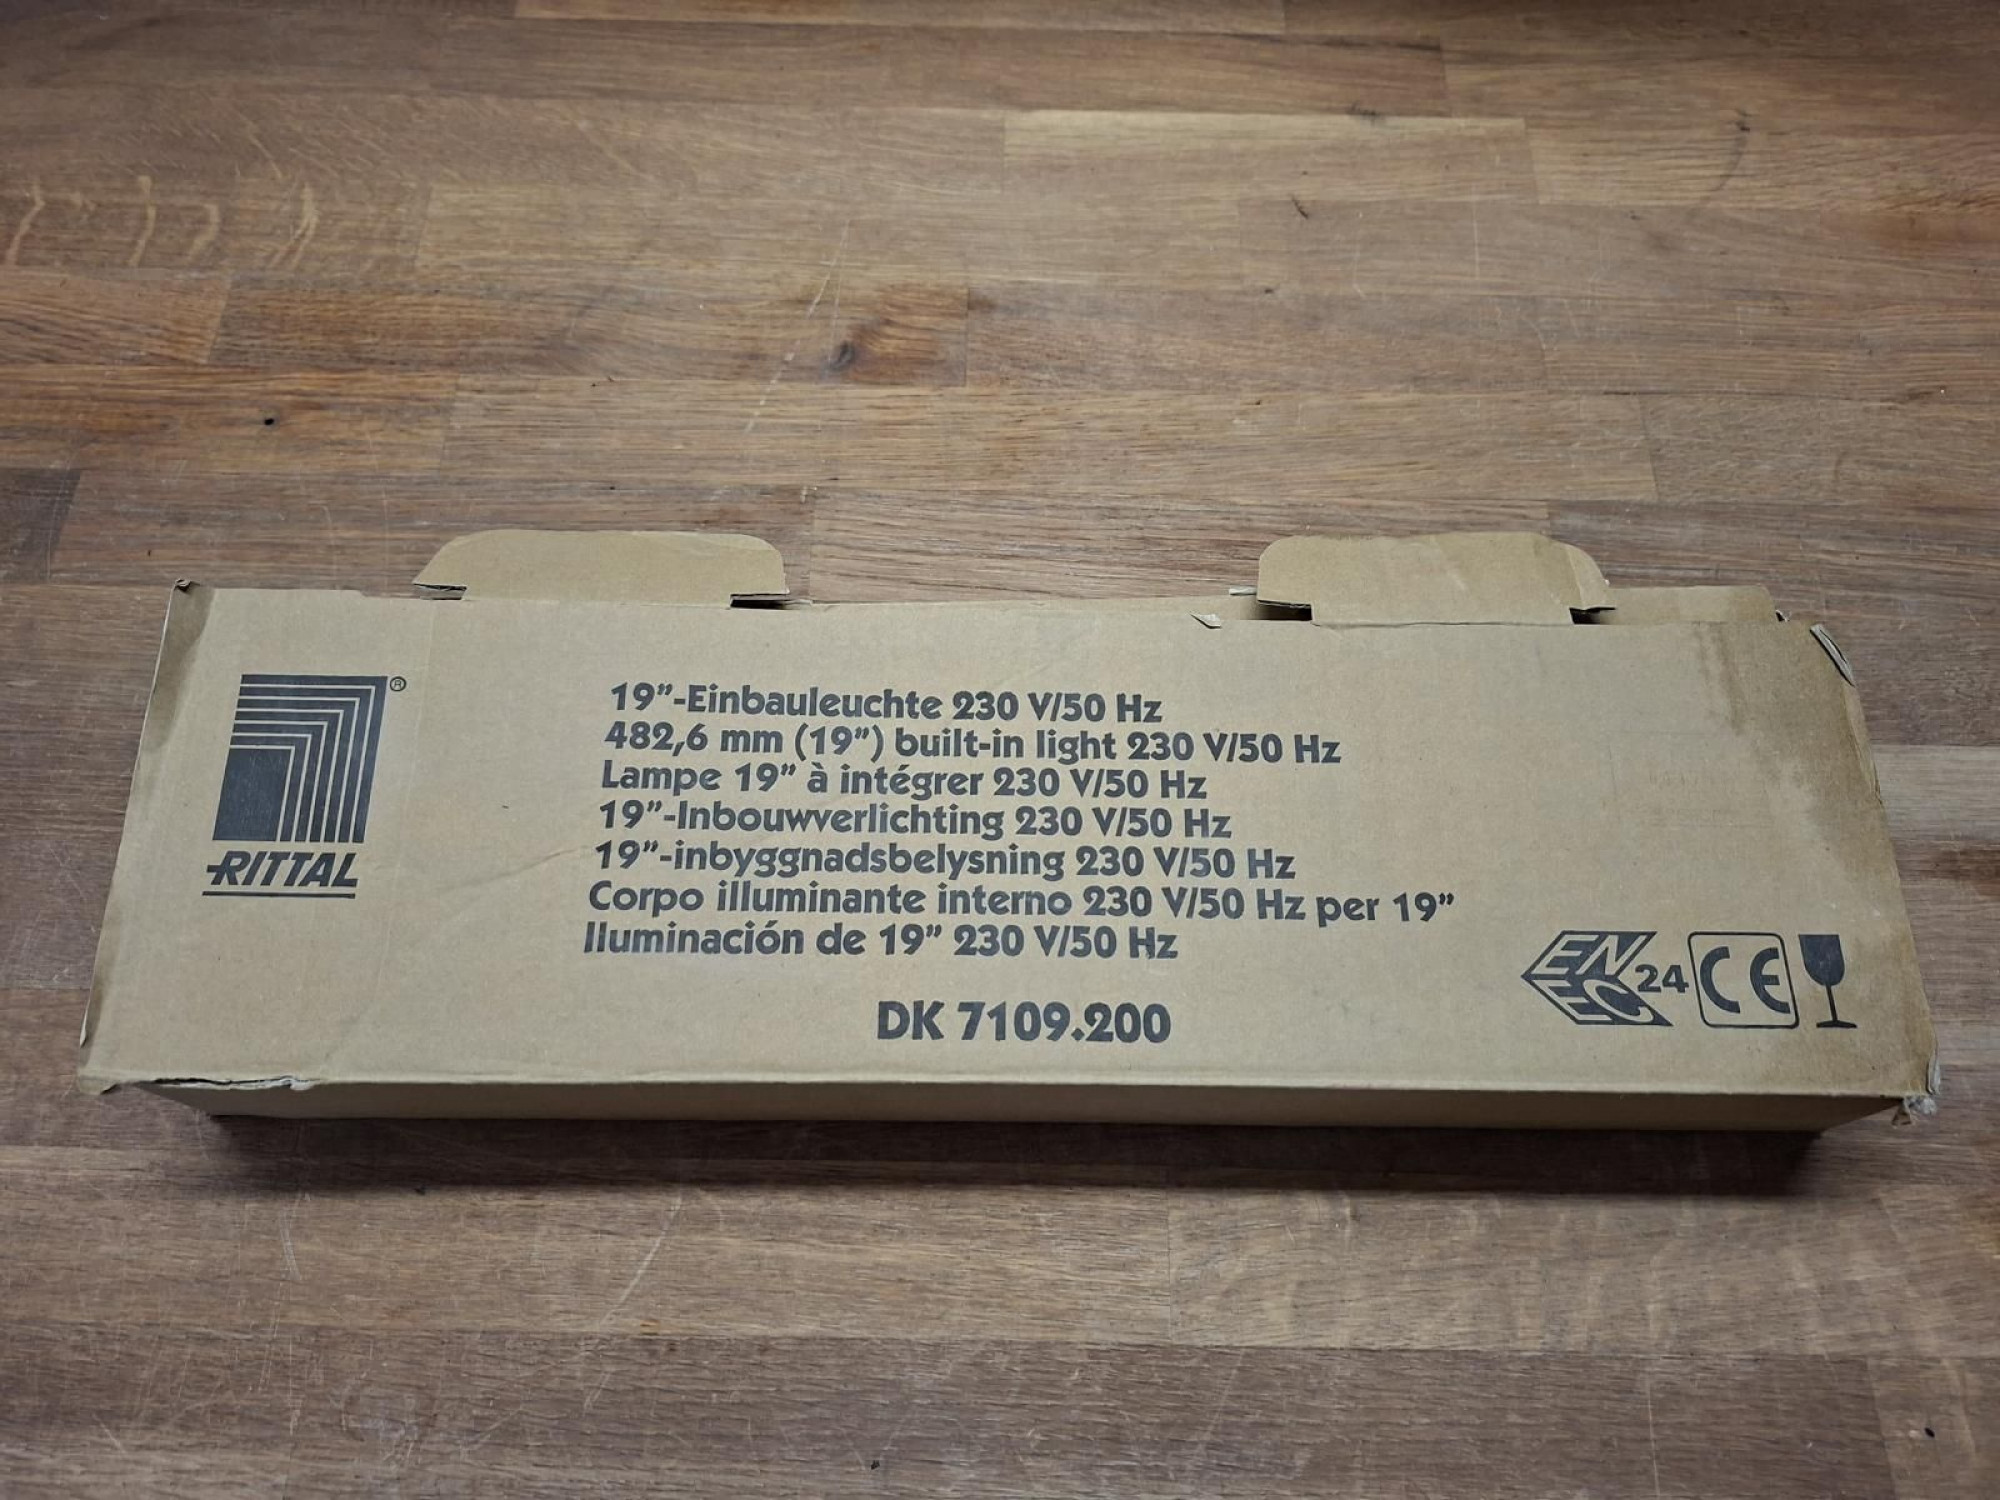 RITTAL
®
19”-Einbauleuchte 230 V/50 Hz
482,6 mm (19”) built-in light 230 V/50 Hz
Lampe 19” à intégrer 230 V/50 Hz
19”-Inbouwverlichting 230 V/50 Hz
19”-inbyggnadsbelysning 230 V/50 Hz
Corpo illuminante interno 230 V/50 Hz per 19”
Iluminación de 19” 230 V/50 Hz
DK 7109.200
EN
EC
24
CE